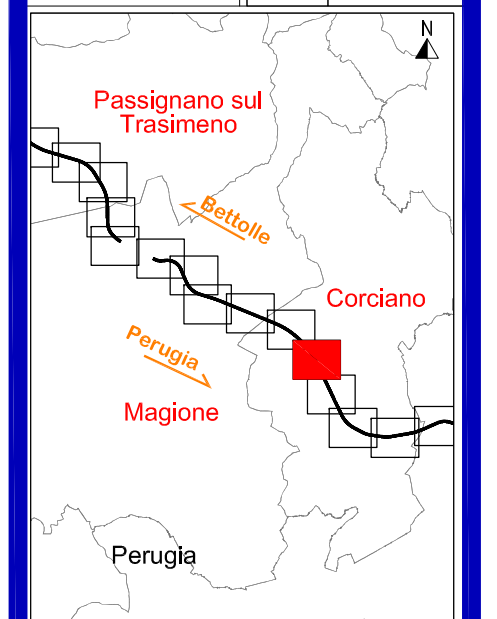 N
Passignano sul
Trasimeno
Bettolle
Corciano
Perugia
Magione
Perugia